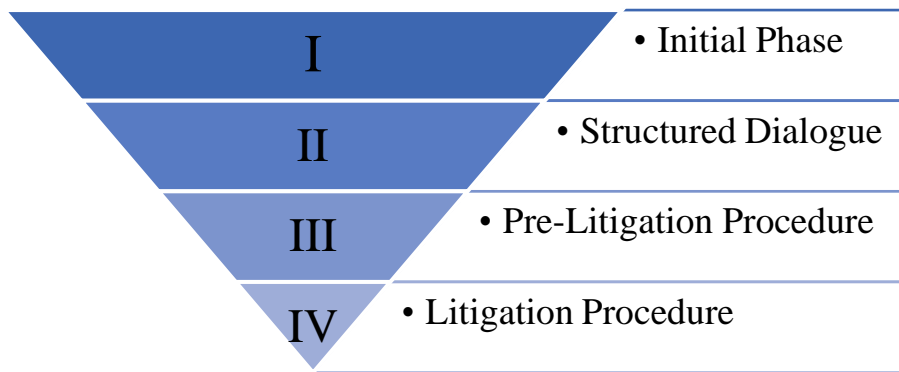 I
• Initial Phase
II
• Structured Dialogue
III
• Pre-Litigation Procedure
IV
• Litigation Procedure